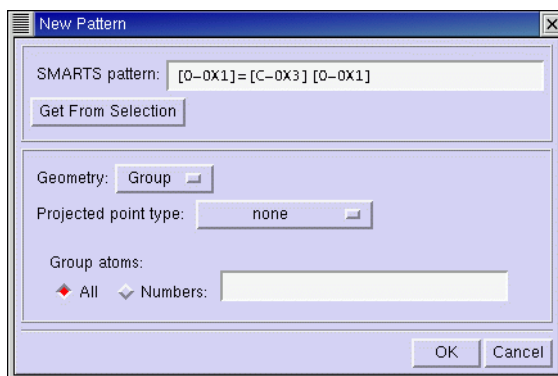 New Pattern
SMARTS pattern: [O-0X1]=[C-0X3] [O-0X1]
Get From Selection
Geometry: Group
Projected point type: none
Group atoms:
All Numbers:
OK Cancel